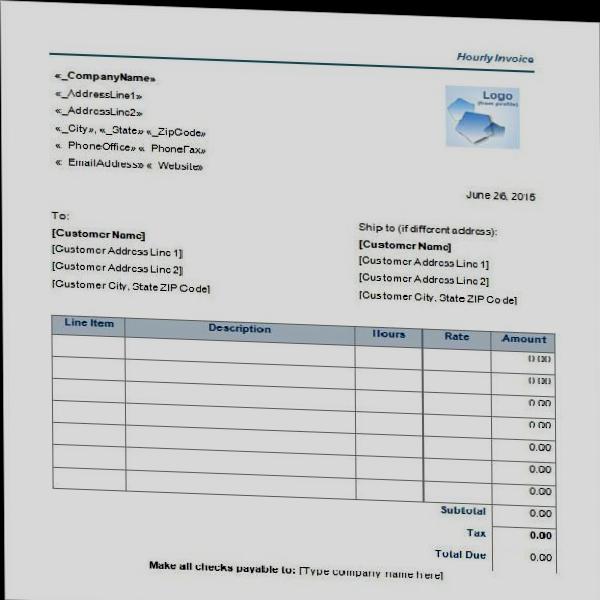 Hourly Invoice
«_CompanyName»
«_AddressLine1»
«_AddressLine2»
«_City», «_State» «_ZipCode»
« PhoneOffice» « PhoneFax»
« EmailAddress» « Website»
Logo
(from profile)
June 26, 2015
To:
[Customer Name]
[Customer Address Line 1]
[Customer Address Line 2]
[Customer City, State ZIP Code]
Ship to (if different address):
[Customer Name]
[Customer Address Line 1]
[Customer Address Line 2]
[Customer City, State ZIP Code]
Line Item Description Hours Rate Amount
0.00
0.00
0.00
0.00
0.00
0.00
0.00
Subtotal 0.00
Tax 0.00
Total Due 0.00
Make all checks payable to: [Type company name here]